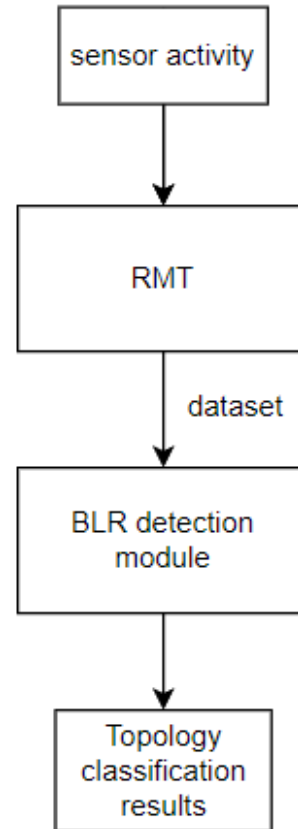 sensor activity
RMT
dataset
BLR detection
module
Topology
classification
results